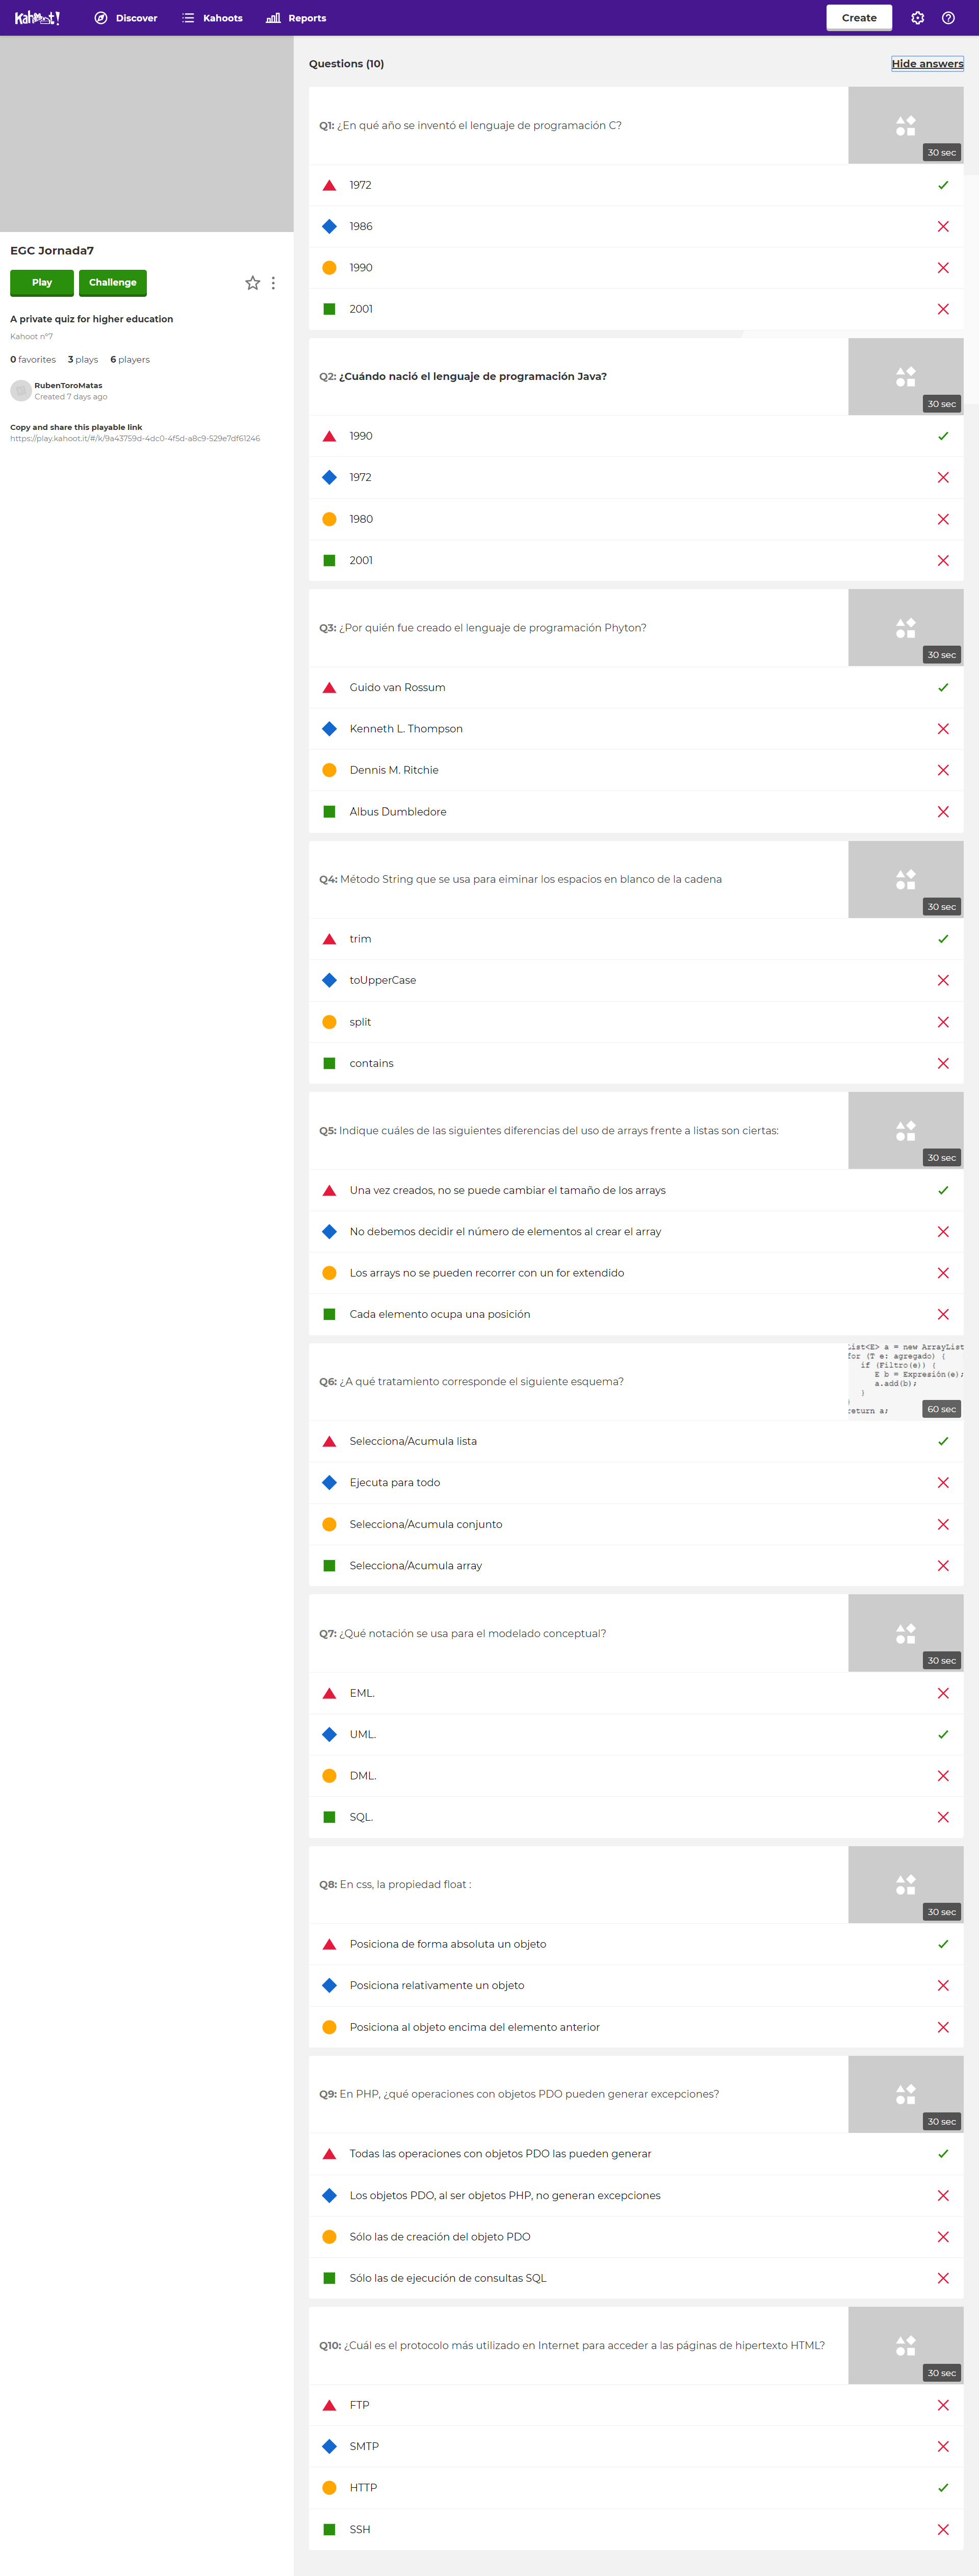 Kahoot!
Discover
Kahoots
Reports
Create
EGC Jornada7
Play
Challenge
A private quiz for higher education
Kahoot nº7
0 favorites 3 plays 6 players
RubenToroMatas
Created 7 days ago
Copy and share this playable link
https://play.kahoot.it/#/k/9a43759d-4dc0-4f5d-a8c9-529e7df61246
Questions (10)
Hide answers
Q1: ¿En qué año se inventó el lenguaje de programación C?
30 sec
1972
1986
1990
2001
Q2: ¿Cuándo nació el lenguaje de programación Java?
30 sec
1990
1972
1980
2001
Q3: ¿Por quién fue creado el lenguaje de programación Phyton?
30 sec
Guido van Rossum
Kenneth L. Thompson
Dennis M. Ritchie
Albus Dumbledore
Q4: Método String que se usa para eiminar los espacios en blanco de la cadena
30 sec
trim
toUpperCase
split
contains
Q5: Indique cuáles de las siguientes diferencias del uso de arrays frente a listas son ciertas:
30 sec
Una vez creados, no se puede cambiar el tamaño de los arrays
No debemos decidir el número de elementos al crear el array
Los arrays no se pueden recorrer con un for extendido
Cada elemento ocupa una posición
Q6: ¿A qué tratamiento corresponde el siguiente esquema?
List<E> a = new ArrayList
for (T e: agregado) {
if (Filtro(e)) {
E b = Expresión(e);
a.add(b);
}
}
return a;
60 sec
Selecciona/Acumula lista
Ejecuta para todo
Selecciona/Acumula conjunto
Selecciona/Acumula array
Q7: ¿Qué notación se usa para el modelado conceptual?
30 sec
EML.
UML.
DML.
SQL.
Q8: En css, la propiedad float :
30 sec
Posiciona de forma absoluta un objeto
Posiciona relativamente un objeto
Posiciona al objeto encima del elemento anterior
Q9: En PHP, ¿qué operaciones con objetos PDO pueden generar excepciones?
30 sec
Todas las operaciones con objetos PDO las pueden generar
Los objetos PDO, al ser objetos PHP, no generan excepciones
Sólo las de creación del objeto PDO
Sólo las de ejecución de consultas SQL
Q10: ¿Cuál es el protocolo más utilizado en Internet para acceder a las páginas de hipertexto HTML?
30 sec
FTP
SMTP
HTTP
SSH